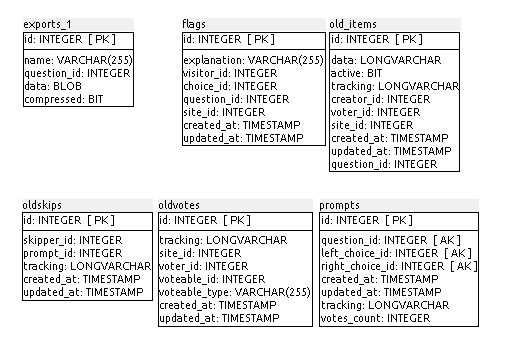 exports_1
id: INTEGER [ PK ]
name: VARCHAR(255)
question_id: INTEGER
data: BLOB
compressed: BIT
flags
id: INTEGER [ PK ]
explanation: VARCHAR(255)
visitor_id: INTEGER
choice_id: INTEGER
question_id: INTEGER
site_id: INTEGER
created_at: TIMESTAMP
updated_at: TIMESTAMP
old_items
id: INTEGER [ PK ]
data: LONGVARCHAR
active: BIT
tracking: LONGVARCHAR
creator_id: INTEGER
voter_id: INTEGER
site_id: INTEGER
created_at: TIMESTAMP
updated_at: TIMESTAMP
question_id: INTEGER
oldskips
id: INTEGER [ PK ]
skipper_id: INTEGER
prompt_id: INTEGER
tracking: LONGVARCHAR
created_at: TIMESTAMP
updated_at: TIMESTAMP
oldvotes
id: INTEGER [ PK ]
tracking: LONGVARCHAR
site_id: INTEGER
voter_id: INTEGER
voteable_id: INTEGER
voteable_type: VARCHAR(255)
created_at: TIMESTAMP
updated_at: TIMESTAMP
prompts
id: INTEGER [ PK ]
question_id: INTEGER [ AK ]
left_choice_id: INTEGER [ AK ]
right_choice_id: INTEGER [ AK ]
created_at: TIMESTAMP
updated_at: TIMESTAMP
tracking: LONGVARCHAR
votes_count: INTEGER